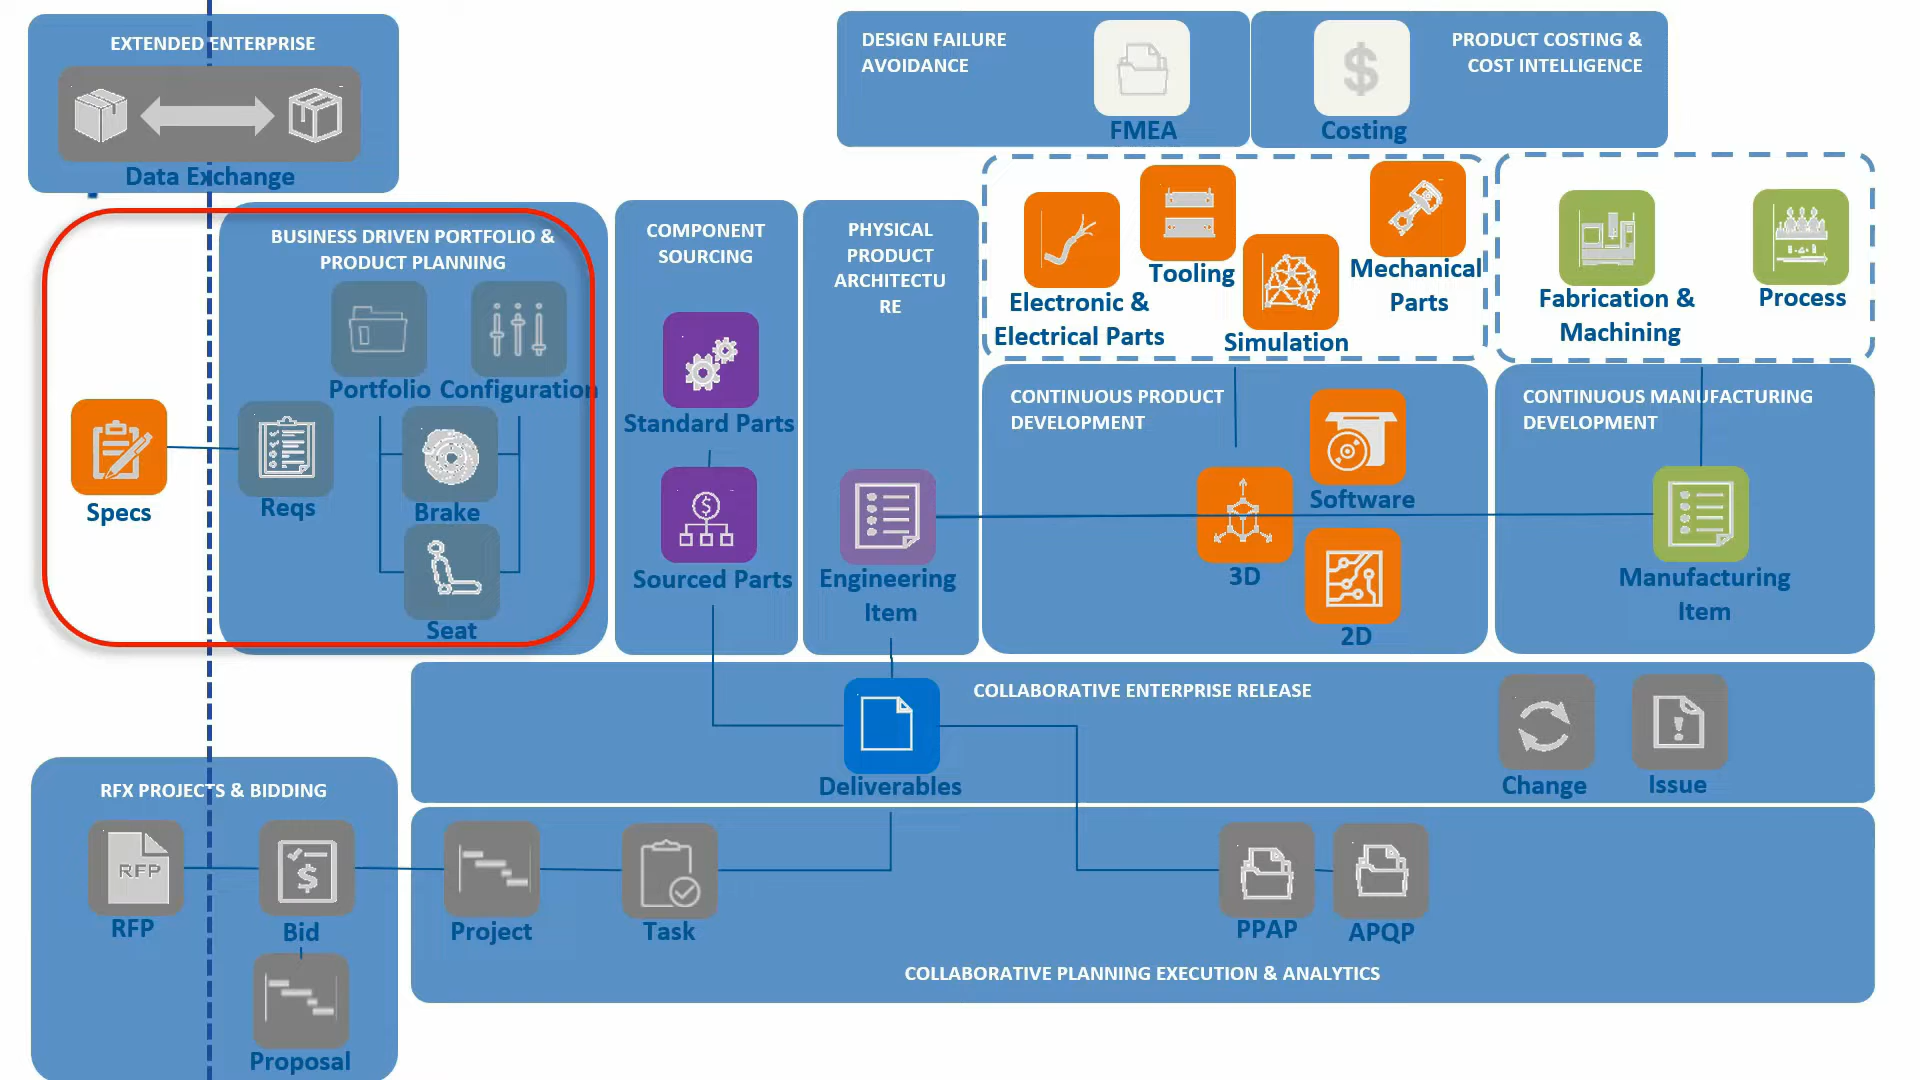 EXTENDED ENTERPRISE
Data Exchange
DESIGN FAILURE
AVOIDANCE
FMEA
PRODUCT COSTING &
COST INTELLIGENCE
Costing
BUSINESS DRIVEN PORTFOLIO &
PRODUCT PLANNING
Portfolio
Configuration
Specs
Reqs
Brake
Seat
COMPONENT
SOURCING
Standard Parts
Sourced Parts
PHYSICAL
PRODUCT
ARCHITECTU
RE
Engineering
Item
Electronic &
Electrical Parts
Tooling
Simulation
Mechanical
Parts
Fabrication &
Machining
Process
CONTINUOUS PRODUCT
DEVELOPMENT
Software
3D
2D
CONTINUOUS MANUFACTURING
DEVELOPMENT
Manufacturing
Item
COLLABORATIVE ENTERPRISE RELEASE
Deliverables
Change
Issue
RFX PROJECTS & BIDDING
RFP
RFP
Bid
Proposal
Project
Task
PPAP
APQP
COLLABORATIVE PLANNING EXECUTION & ANALYTICS